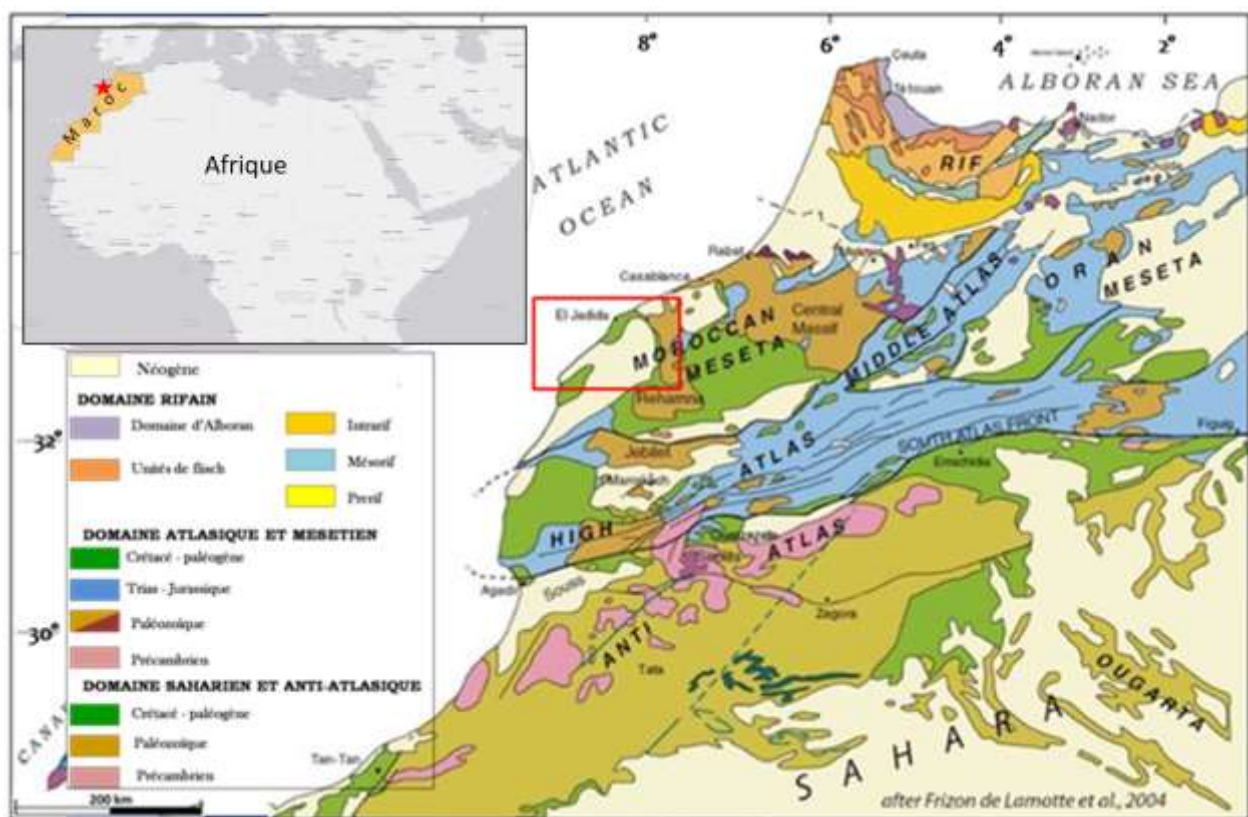 Maroc
Afrique
8°
6°
4°
2°
ATLANTIC
OCEAN
ALBORAN SEA
Ceuta
Nador
RIF
Rabat
Casablanca
El Jadida
MOROCCAN
MESETA
Central
Massif
MIDDLE ATLAS
ORAN
MESETA
Rehamna
Jebilet
Marrakech
HIGH
ATLAS
SOUTH ATLAS FRONT
Errachidia
Figuig
Agadir
Souss
ANTI
ATLAS
Zagora
Tata
Tan-Tan
SAHARA
OUGARTA
32°
30°
Néogène
DOMAINE RIFAIN
Domaine d'Alboran
Intrarif
Unités de flisch
Mésorif
Prerif
DOMAINE ATLASIQUE ET MESETIEN
Crétacé - paléogène
Trias - Jurassique
Paléozoïque
Précambrien
DOMAINE SAHARIEN ET ANTI-ATLASIQUE
Crétacé - paléogène
Paléozoïque
Précambrien
200 km
after Frizon de Lamotte et al., 2004